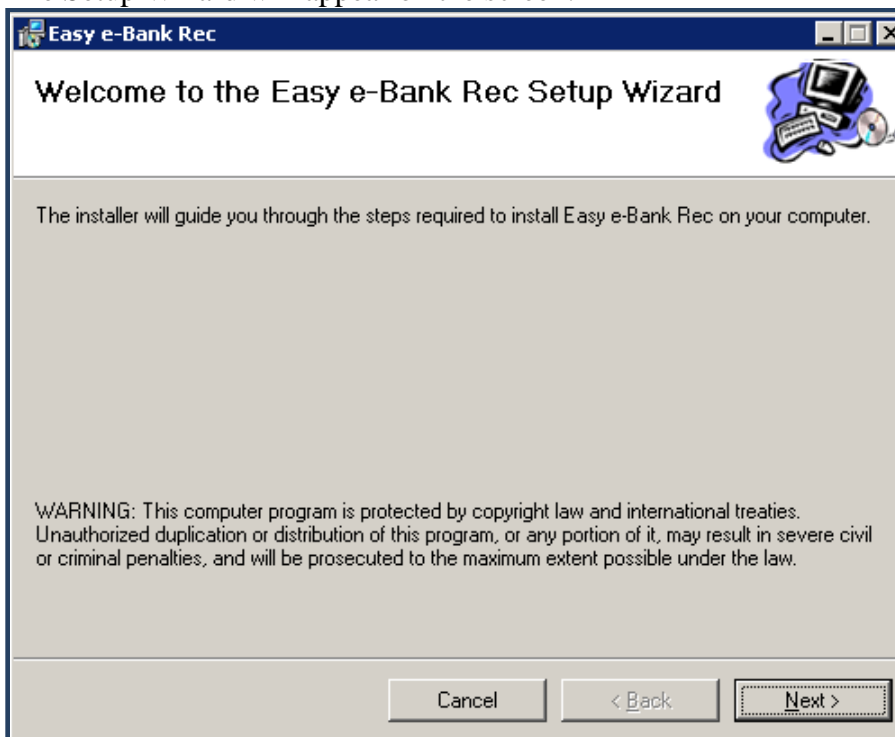 Easy e-Bank Rec
Welcome to the Easy e-Bank Rec Setup Wizard
The installer will guide you through the steps required to install Easy e-Bank Rec on your computer.
WARNING: This computer program is protected by copyright law and international treaties.
Unauthorized duplication or distribution of this program, or any portion of it, may result in severe civil
or criminal penalties, and will be prosecuted to the maximum extent possible under the law.
Cancel
< Back
Next >